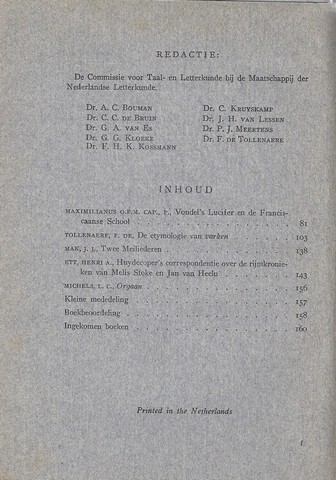 REDACTIE:
De Commissie voor Taal- en Letterkunde bij de Maatschappij der
Nederlandse Letterkunde.
Dr. A. C. BOUMAN
Dr. C. C. DE BRUIN
Dr. G. A. VAN ES
Dr. G. G. KLOEKE
Dr. F. H. K. KOSSMANN
Dr. C. KRUYSKAMP
Dr. J. H. VAN LESSEN
Dr. P. J. MEERTENS
Dr. F. DE TOLLENAERE
INHOUD
MAXIMILIANUS O.F.M. CAP., P., Vondel's Lucifer en de Francis-
caanse School . . . . . . . . . . . . 81
TOLLENAERE, F. DE, De etymologie van varken . . . . . 103
MAK, J. J., Twee Meiliederen . . . . . . . . . . 138
ETT, HENRI A., Huydecoper's correspondentie over de rijmkronie-
ken van Melis Stoke en Jan van Heelu . . . . . . 143
MICHELS, L. C., Orgaan . . . . . . . . . . . 156
Kleine mededeling . . . . . . . . . . . . 157
Boekbeoordeling . . . . . . . . . . . . 158
Ingekomen boeken . . . . . . . . . . . . 160
Printed in the Netherlands